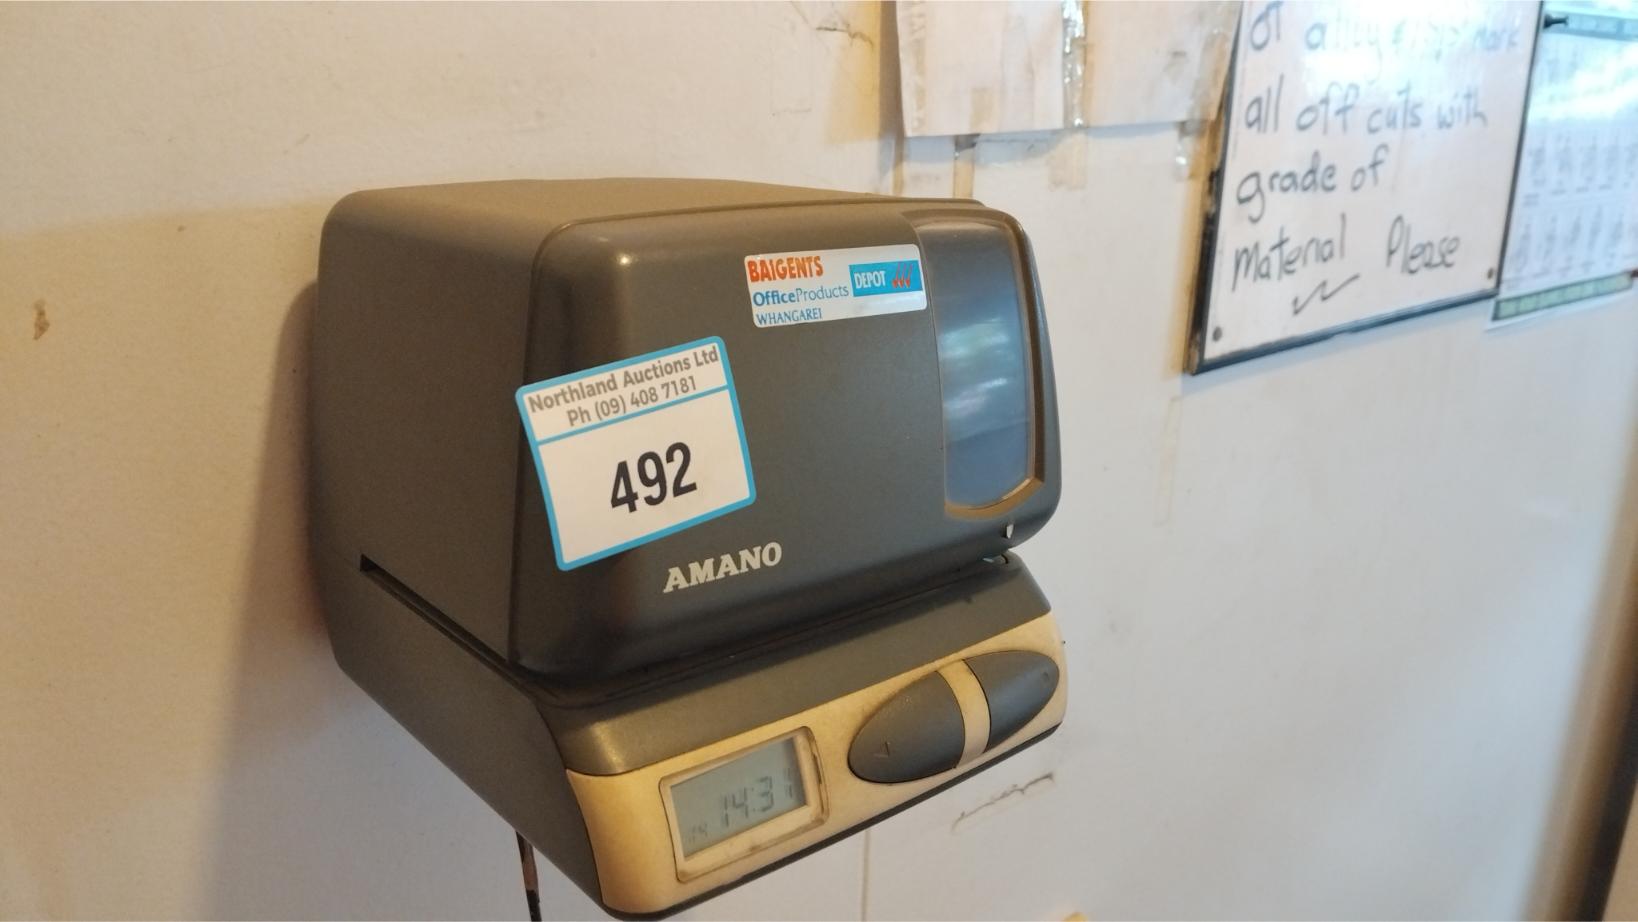 BAIGENTS
OfficeProducts DEPOT
WHANGAREI
Northland Auctions Ltd
Ph (09) 408 7181
492
AMANO
14:31
of
all off cuts with
grade of
Material Please